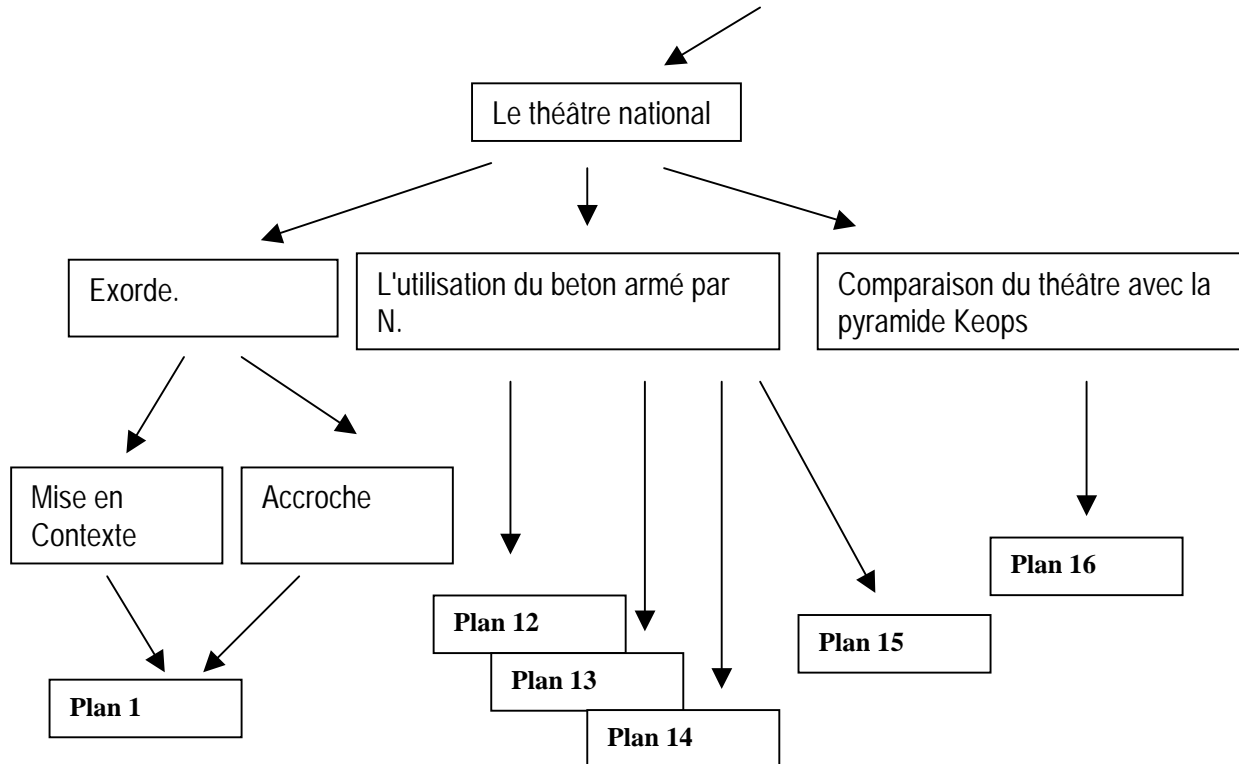 Le théâtre national
Exorde.
L'utilisation du beton armé par
N.
Comparaison du théâtre avec la
pyramide Keops
Mise en
Contexte
Accroche
Plan 16
Plan 12
Plan 15
Plan 13
Plan 1
Plan 14